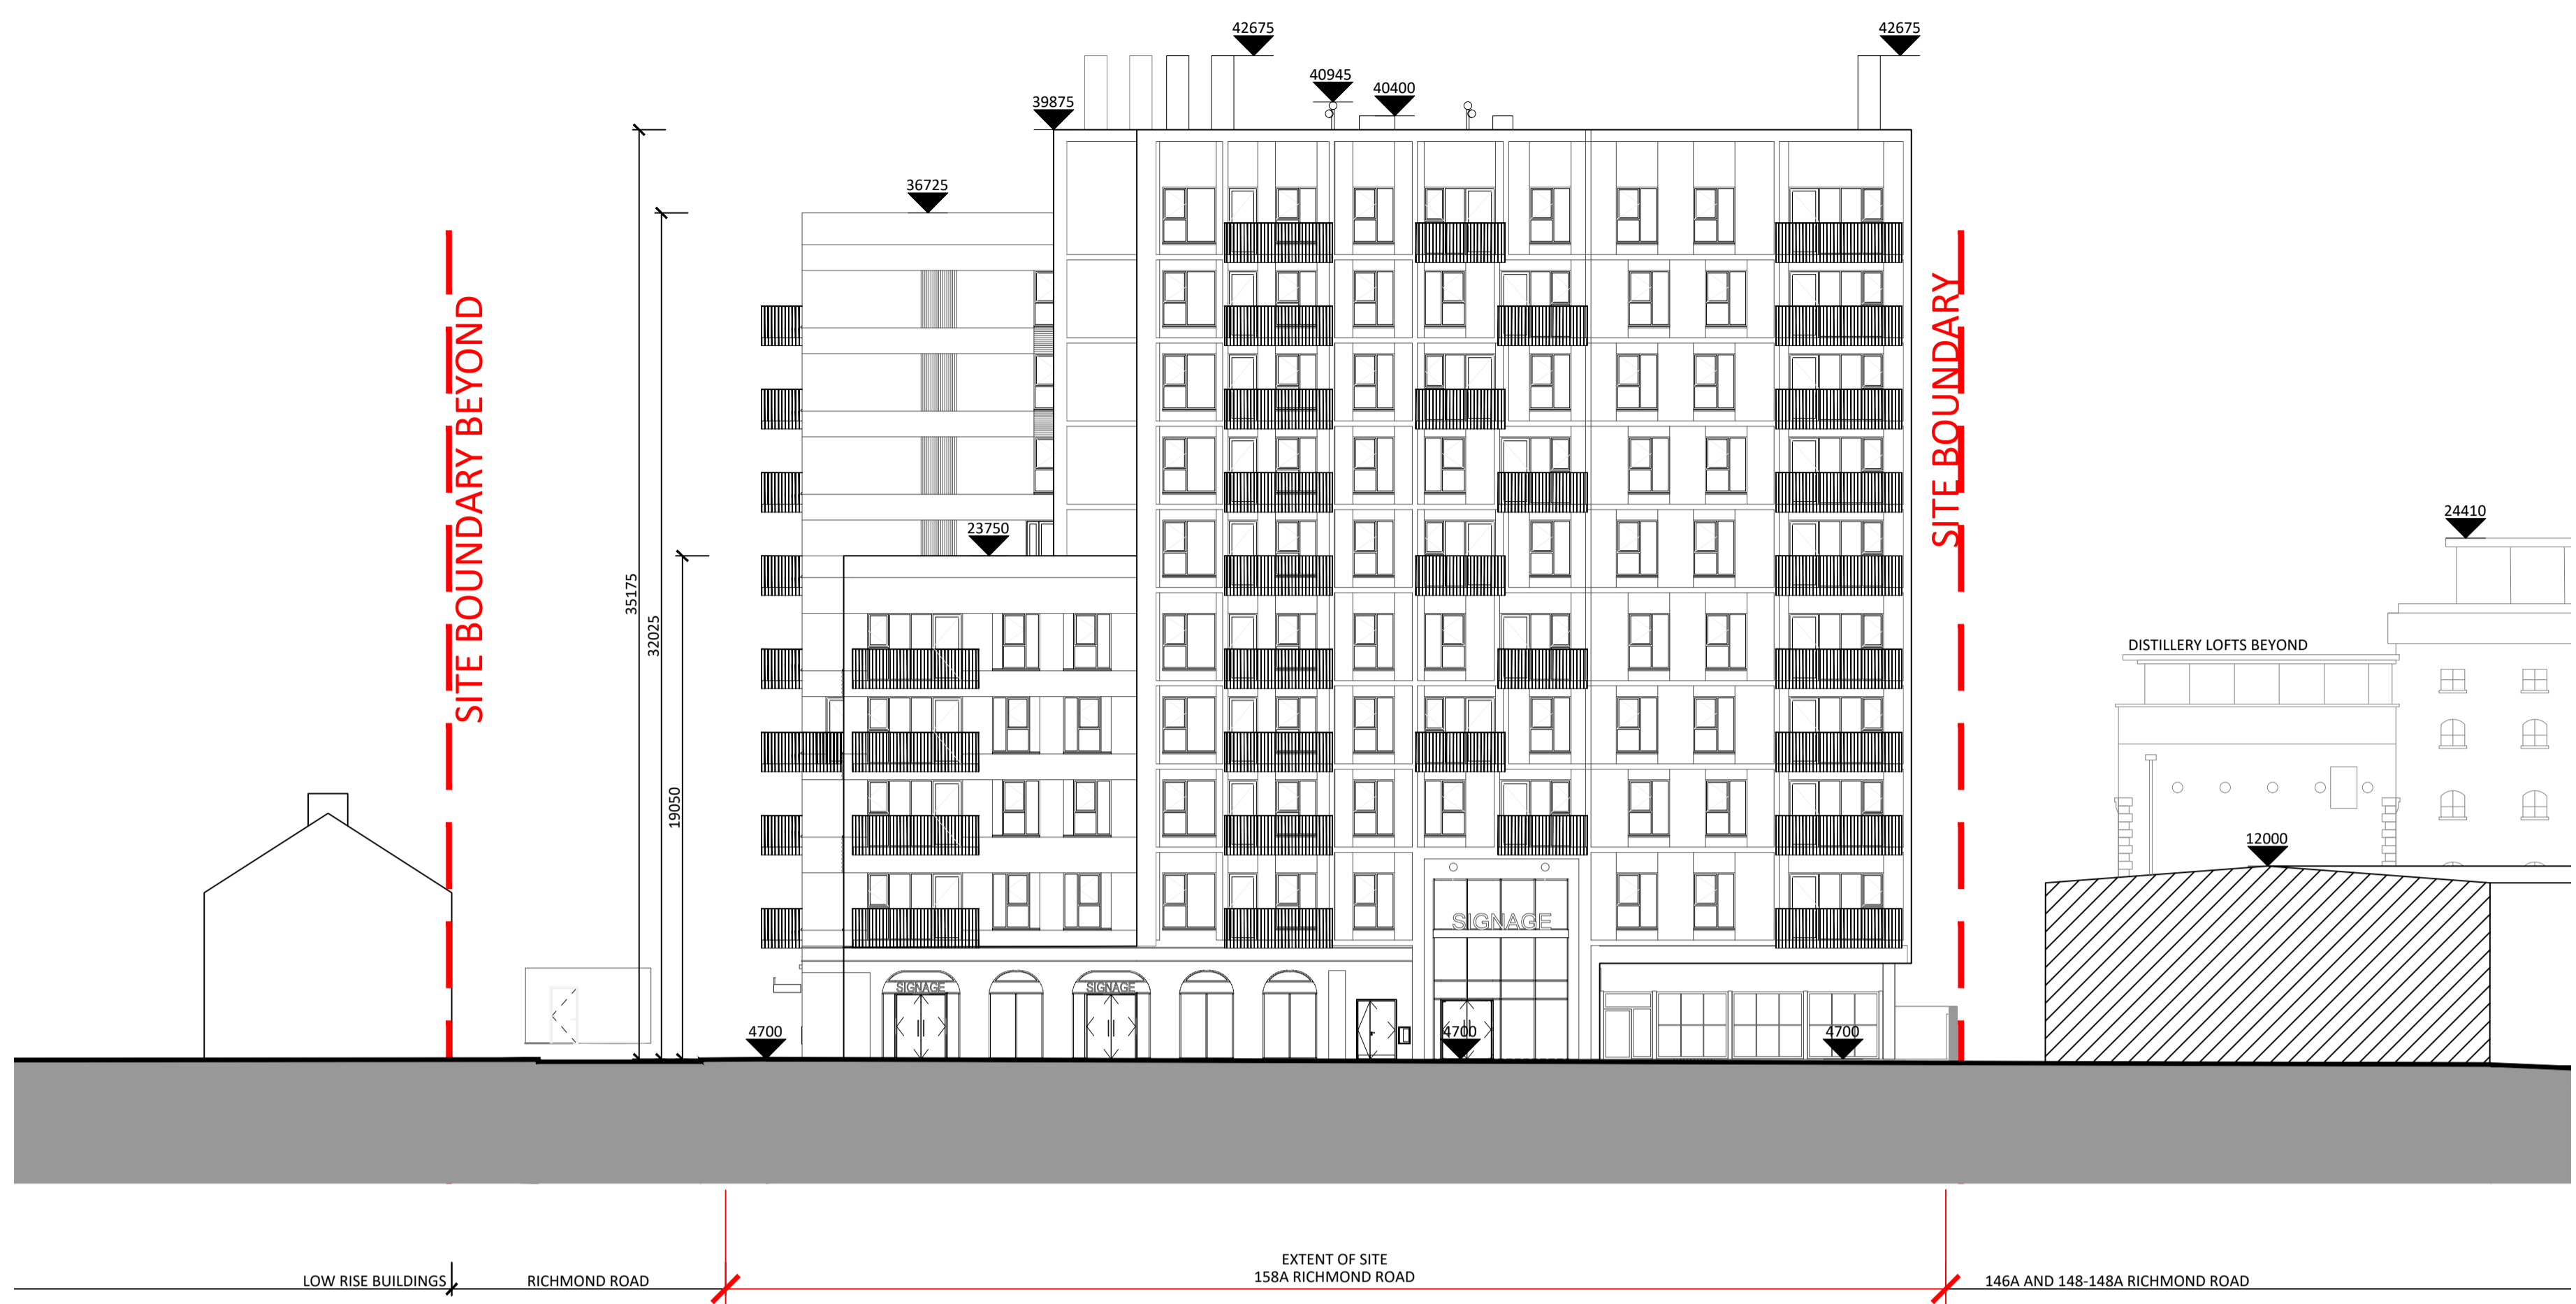 42675
42675
40945
40400
39875
36725
SITE BOUNDARY BEYOND
SITE BOUNDARY
24410
23750
35175
32025
DISTILLERY LOFTS BEYOND
19050
12000
SIGNAGE
SIGNAGE
SIGNAGE
4700
4700
4700
EXTENT OF SITE
158A RICHMOND ROAD
LOW RISE BUILDINGS
RICHMOND ROAD
146A AND 148-148A RICHMOND ROAD